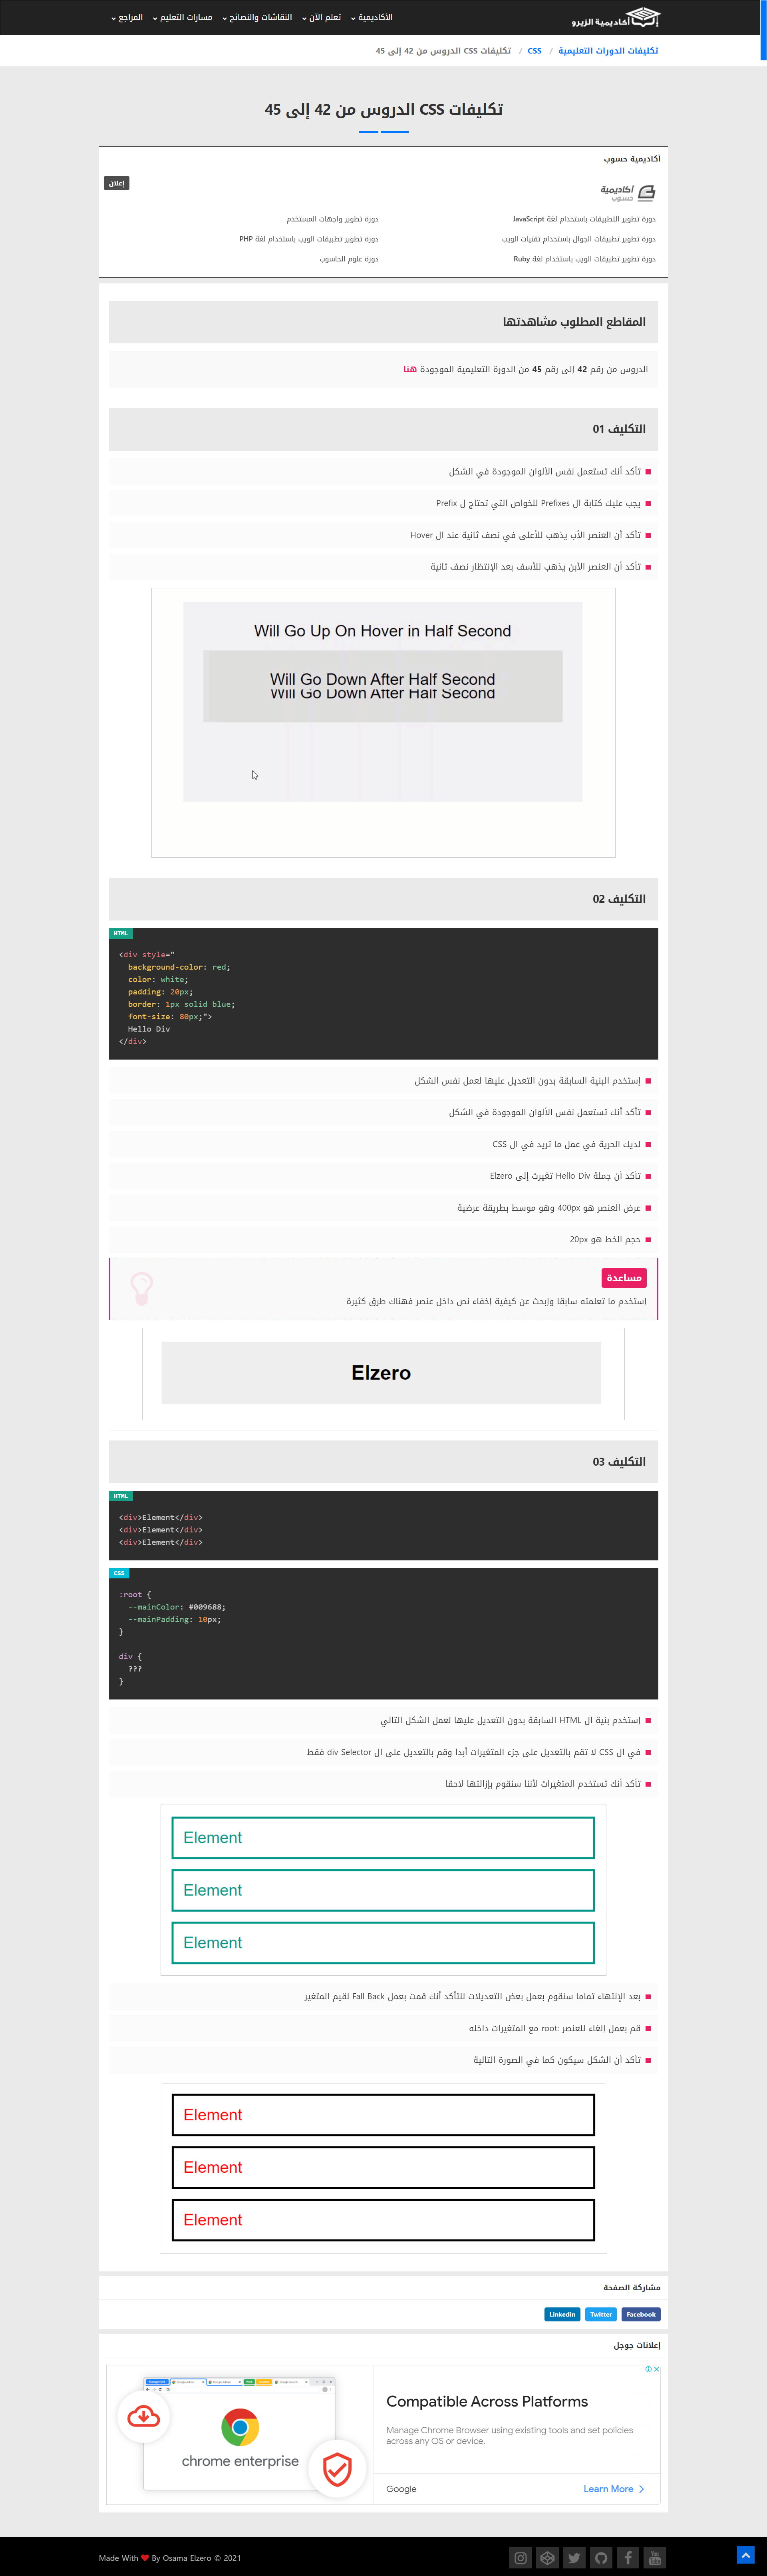 أكاديمية الزيرو
الأكاديمية
تعلم الآن
النقاشات والنصائح
مسارات التعليم
المراجع
تكليفات الدورات التعليمية / CSS / تكليفات CSS الدروس من 42 إلى 45
تكليفات CSS الدروس من 42 إلى 45
أكاديمية حسوب
إعلان
أكاديمية
حسوب
دورة تطوير التطبيقات باستخدام لغة JavaScript
دورة تطوير واجهات المستخدم
دورة تطوير تطبيقات الجوال باستخدام تقنيات الويب
دورة تطوير تطبيقات الويب باستخدام لغة PHP
دورة تطوير تطبيقات الويب باستخدام لغة Ruby
دورة علوم الحاسوب
المقاطع المطلوب مشاهدتها
الدروس من رقم 42 إلى رقم 45 من الدورة التعليمية الموجودة هنا
التكليف 01
تأكد أنك تستعمل نفس الألوان الموجودة في الشكل
يجب عليك كتابة ال Prefixes للخواص التي تحتاج ل Prefix
تأكد أن العنصر الأب يذهب للأعلى في نصف ثانية عند ال Hover
تأكد أن العنصر الأبن يذهب للأسف بعد الإنتظار نصف ثانية
Will Go Up On Hover in Half Second
Will Go Down After Half Second
Will Go Down After Half Second
التكليف 02
HTML
<div style="
background-color: red;
color: white;
padding: 20px;
border: 1px solid blue;
font-size: 80px;">
Hello Div
</div>
إستخدم البنية السابقة بدون التعديل عليها لعمل نفس الشكل
تأكد أنك تستعمل نفس الألوان الموجودة في الشكل
لديك الحرية في عمل ما تريد في ال CSS
تأكد أن جملة Hello Div تغيرت إلى Elzero
عرض العنصر هو 400px وهو موسط بطريقة عرضية
حجم الخط هو 20px
مساعدة
إستخدم ما تعلمته سابقا وإبحث عن كيفية إخفاء نص داخل عنصر فهناك طرق كثيرة
Elzero
التكليف 03
HTML
<div>Element</div>
<div>Element</div>
<div>Element</div>
CSS
:root {
--mainColor: #009688;
--mainPadding: 10px;
}
div {
???
}
إستخدم بنية ال HTML السابقة بدون التعديل عليها لعمل الشكل التالي
في ال CSS لا تقم بالتعديل على جزء المتغيرات أبدا وقم بالتعديل على ال div Selector فقط
تأكد أنك تستخدم المتغيرات لأننا سنقوم بإزالتها لاحقا
Element
Element
Element
بعد الإنتهاء تماما سنقوم بعمل بعض التعديلات للتأكد أنك قمت بعمل Fall Back لقيم المتغير
قم بعمل إلغاء للعنصر :root مع المتغيرات داخله
تأكد أن الشكل سيكون كما في الصورة التالية
Element
Element
Element
مشاركة الصفحة
Facebook
Twitter
Linkedin
إعلانات جوجل
chrome enterprise
Compatible Across Platforms
Manage Chrome Browser using existing tools and set policies
across any OS or device.
Google
Learn More
Made With ❤ By Osama Elzero © 2021